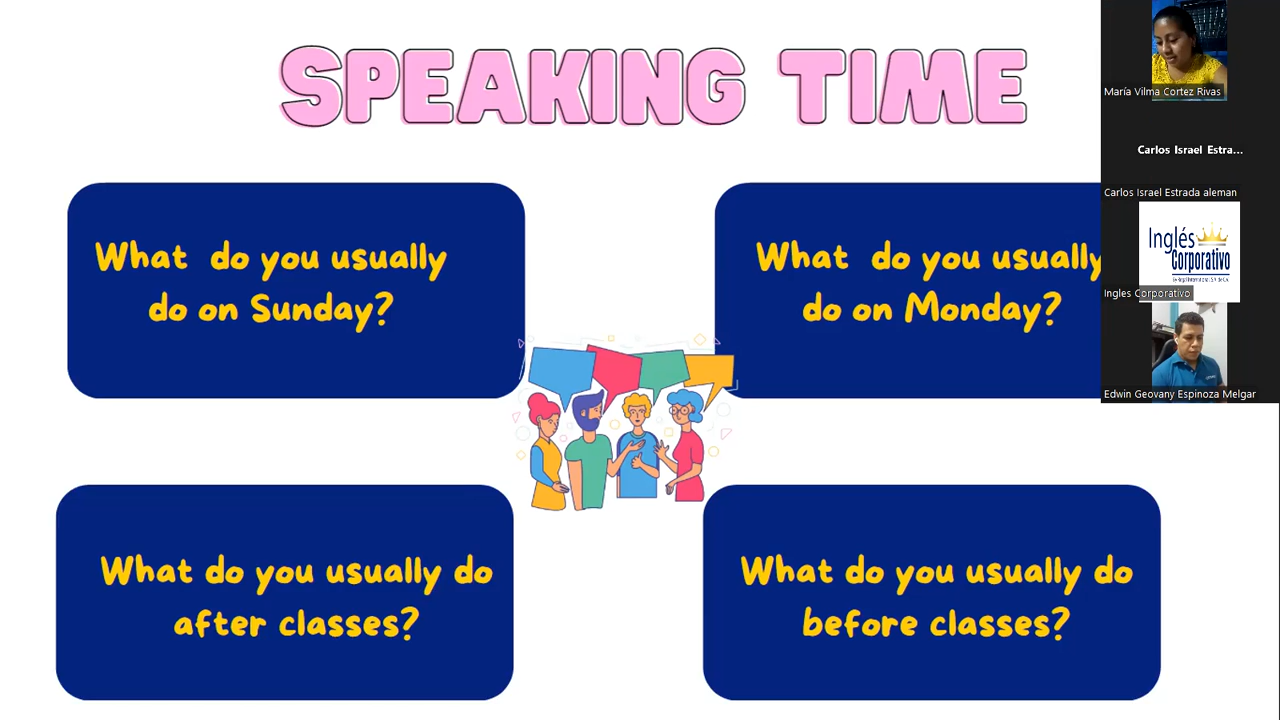 SPEAKING TIME
What do you usually
do on Sunday?
What do you usually
do on Monday?
What do you usually do
after classes?
What do you usually do
before classes?
María Vilma Cortez Rivas
Carlos Israel Estra...
Carlos Israel Estrada aleman
Inglés
Corporativo
Ingles Corporativo
Edwin Geovany Espinoza Melgar